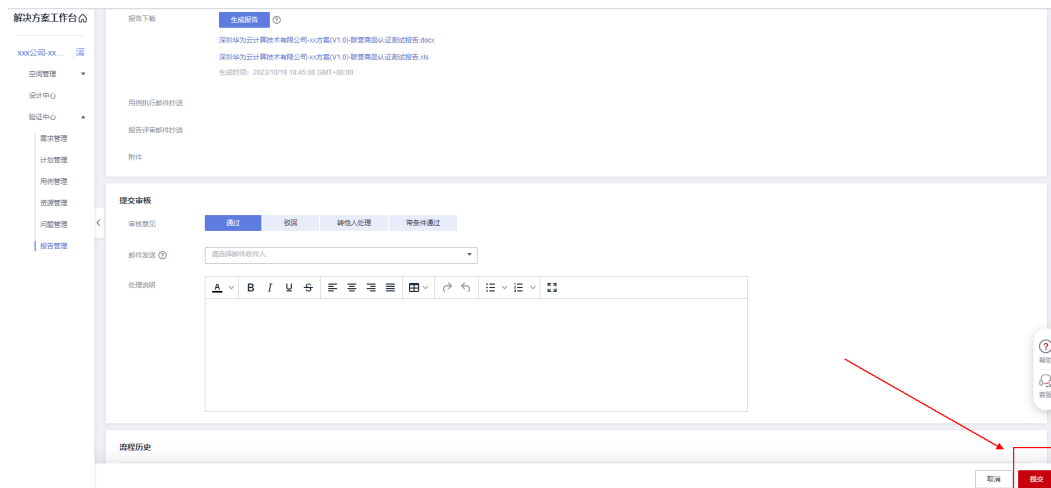 解决方案工作台
xxx公司-xx...
空间管理
设计中心
验证中心
需求管理
计划管理
用例管理
资源管理
问题管理
报告管理
报告下载
生成报告
深圳华为云计算技术有限公司-xx方案(V1.0)-联营商品认证测试报告.docx
深圳华为云计算技术有限公司-xx方案(V1.0)-联营商品认证测试报告.xls
生成时间：2023/10/19 10:45:00 GMT+08:00
用例执行邮件抄送
报告评审邮件抄送
附件
提交审核
审核意见
通过 驳回 转他人处理 带条件通过
邮件发送
请选择邮件收件人
处理说明
A B I U S
流程历史
帮助
客服
取消 提交